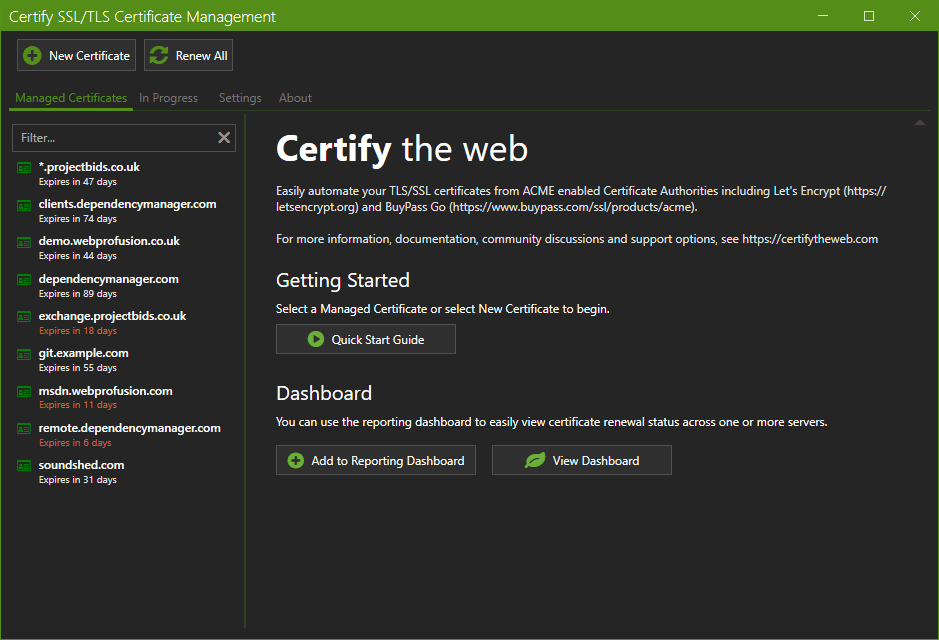 Certify SSL/TLS Certificate Management
New Certificate
Renew All
Managed Certificates
In Progress
Settings
About
Filter...
*.projectbids.co.uk
Expires in 47 days
clients.dependencymanager.com
Expires in 74 days
demo.webprofusion.co.uk
Expires in 44 days
dependencymanager.com
Expires in 89 days
exchange.projectbids.co.uk
Expires in 18 days
git.example.com
Expires in 55 days
msdn.webprofusion.com
Expires in 11 days
remote.dependencymanager.com
Expires in 6 days
soundshed.com
Expires in 31 days
Certify the web
Easily automate your TLS/SSL certificates from ACME enabled Certificate Authorities including Let's Encrypt (https://
letsencrypt.org) and BuyPass Go (https://www.buypass.com/ssl/products/acme).
For more information, documentation, community discussions and support options, see https://certifytheweb.com
Getting Started
Select a Managed Certificate or select New Certificate to begin.
Quick Start Guide
Dashboard
You can use the reporting dashboard to easily view certificate renewal status across one or more servers.
Add to Reporting Dashboard
View Dashboard